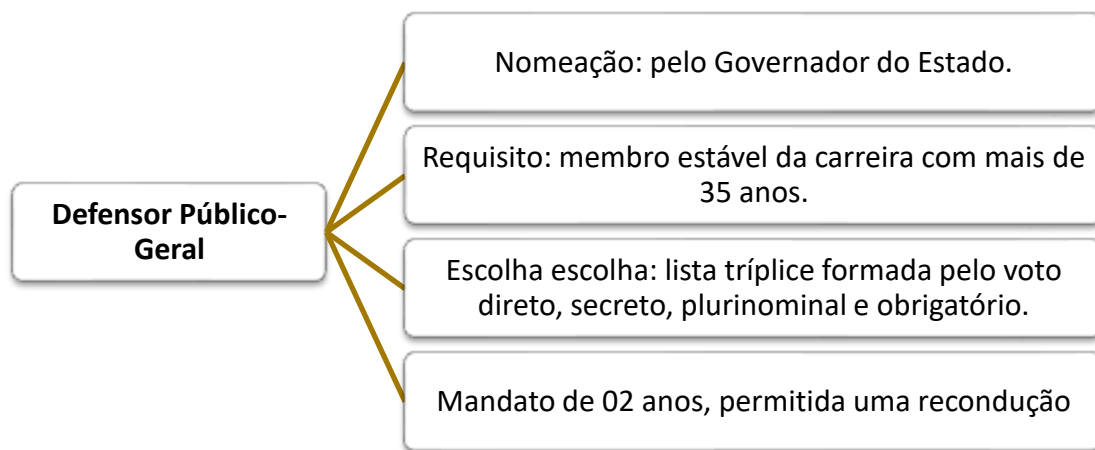 Defensor Público-
Geral
Nomeação: pelo Governador do Estado.
Requisito: membro estável da carreira com mais de
35 anos.
Escolha escolha: lista tríplice formada pelo voto
direto, secreto, plurinominal e obrigatório.
Mandato de 02 anos, permitida uma recondução